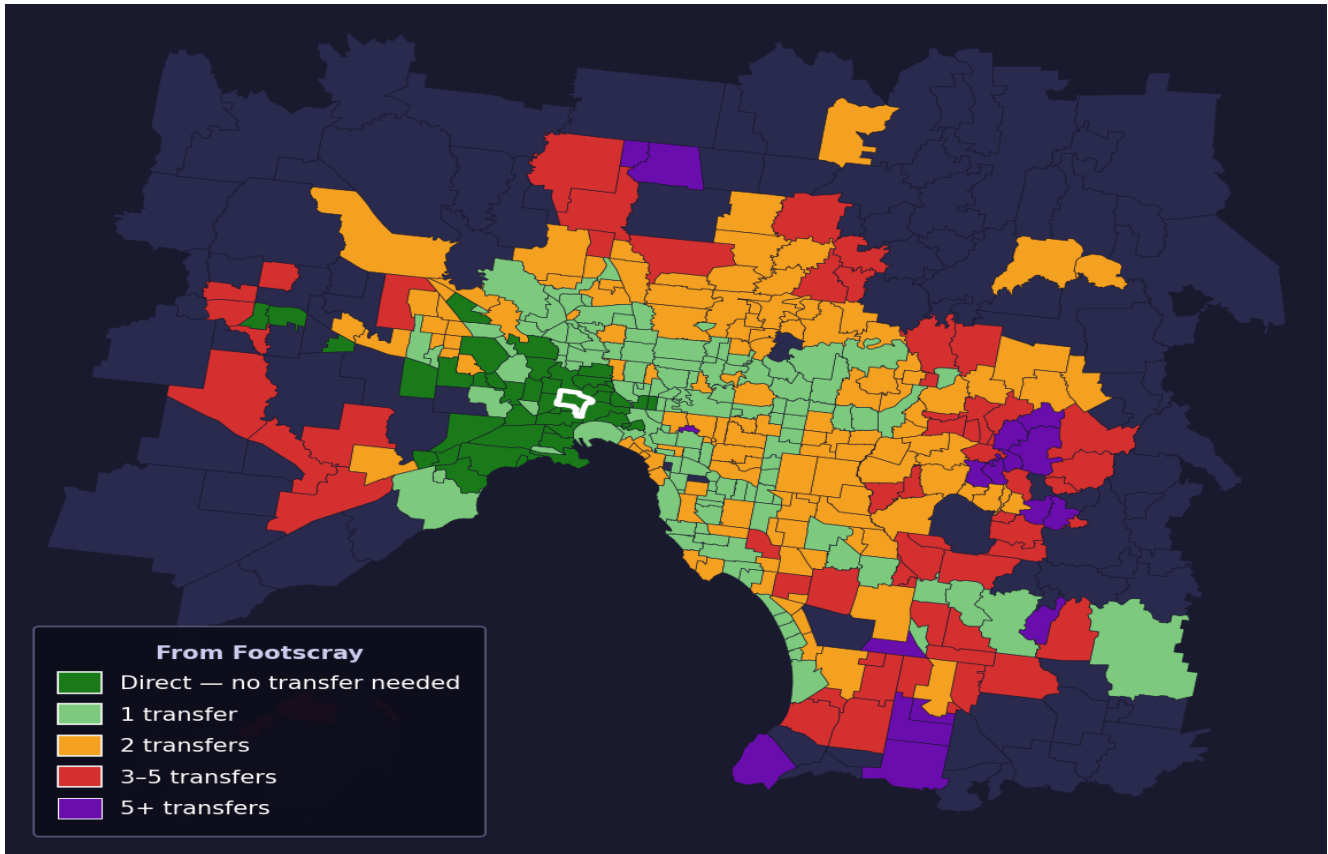 From Footscray
Direct — no transfer needed
1 transfer
2 transfers
3–5 transfers
5+ transfers